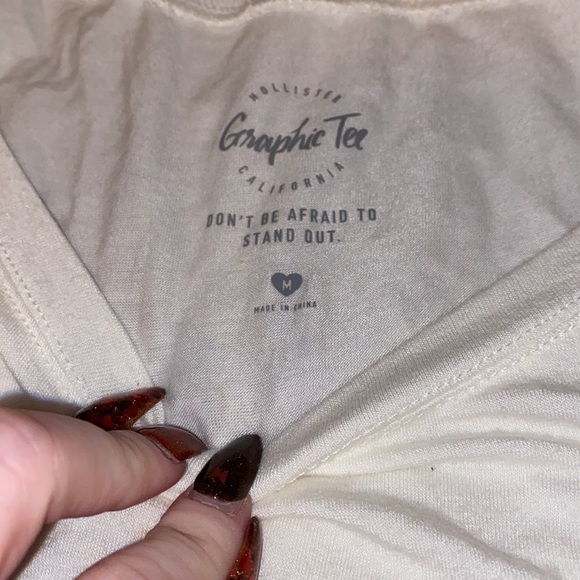 HOLLISTER
Graphic Tee
CALIFORNIA
DON'T BE AFRAID TO
STAND OUT.
M
MADE IN CHINA